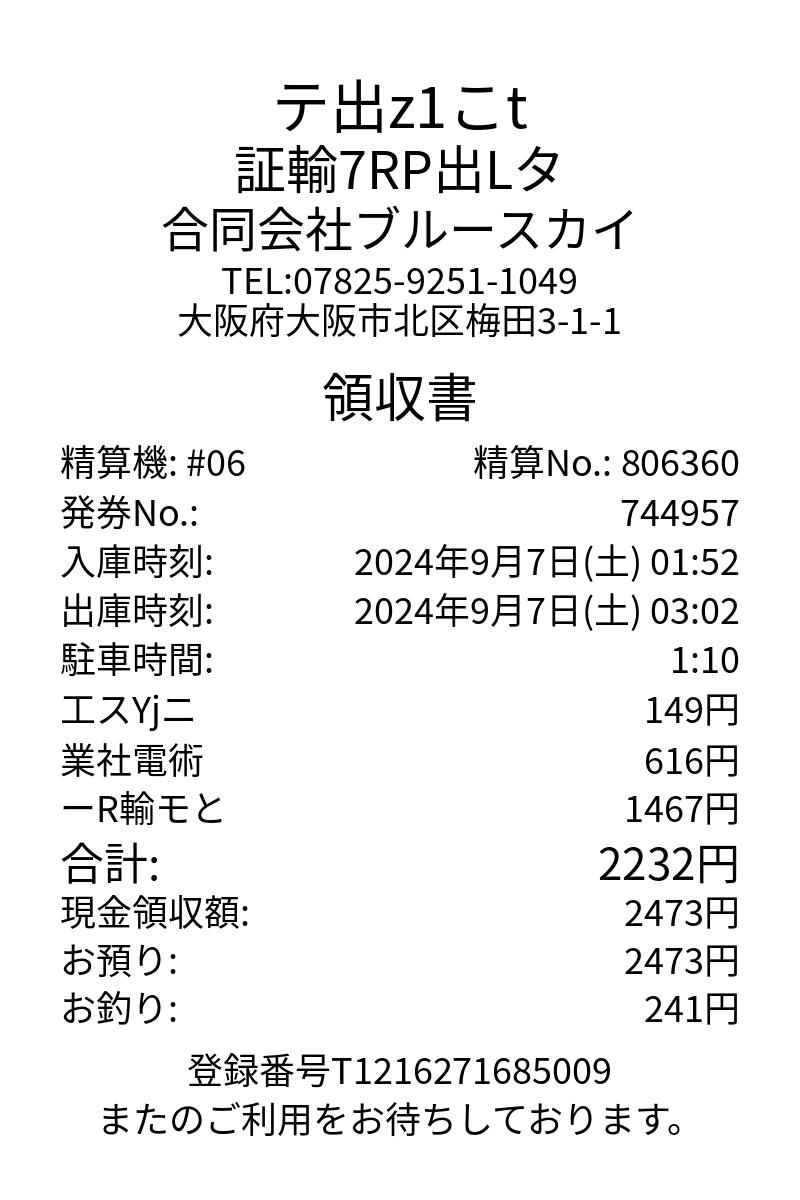 テ出z1こt
証輸7RP出Lタ
合同会社ブルースカイ
TEL:07825-9251-1049
大阪府大阪市北区梅田3-1-1
領収書
精算機: #06 精算No.: 806360
発券No.: 744957
入庫時刻: 2024年9月7日(土) 01:52
出庫時刻: 2024年9月7日(土) 03:02
駐車時間: 1:10
エスYjニ 149円
業社電術 616円
ーR輸モと 1467円
合計: 2232円
現金領収額: 2473円
お預り: 2473円
お釣り: 241円
登録番号T1216271685009
またのご利用をお待ちしております。